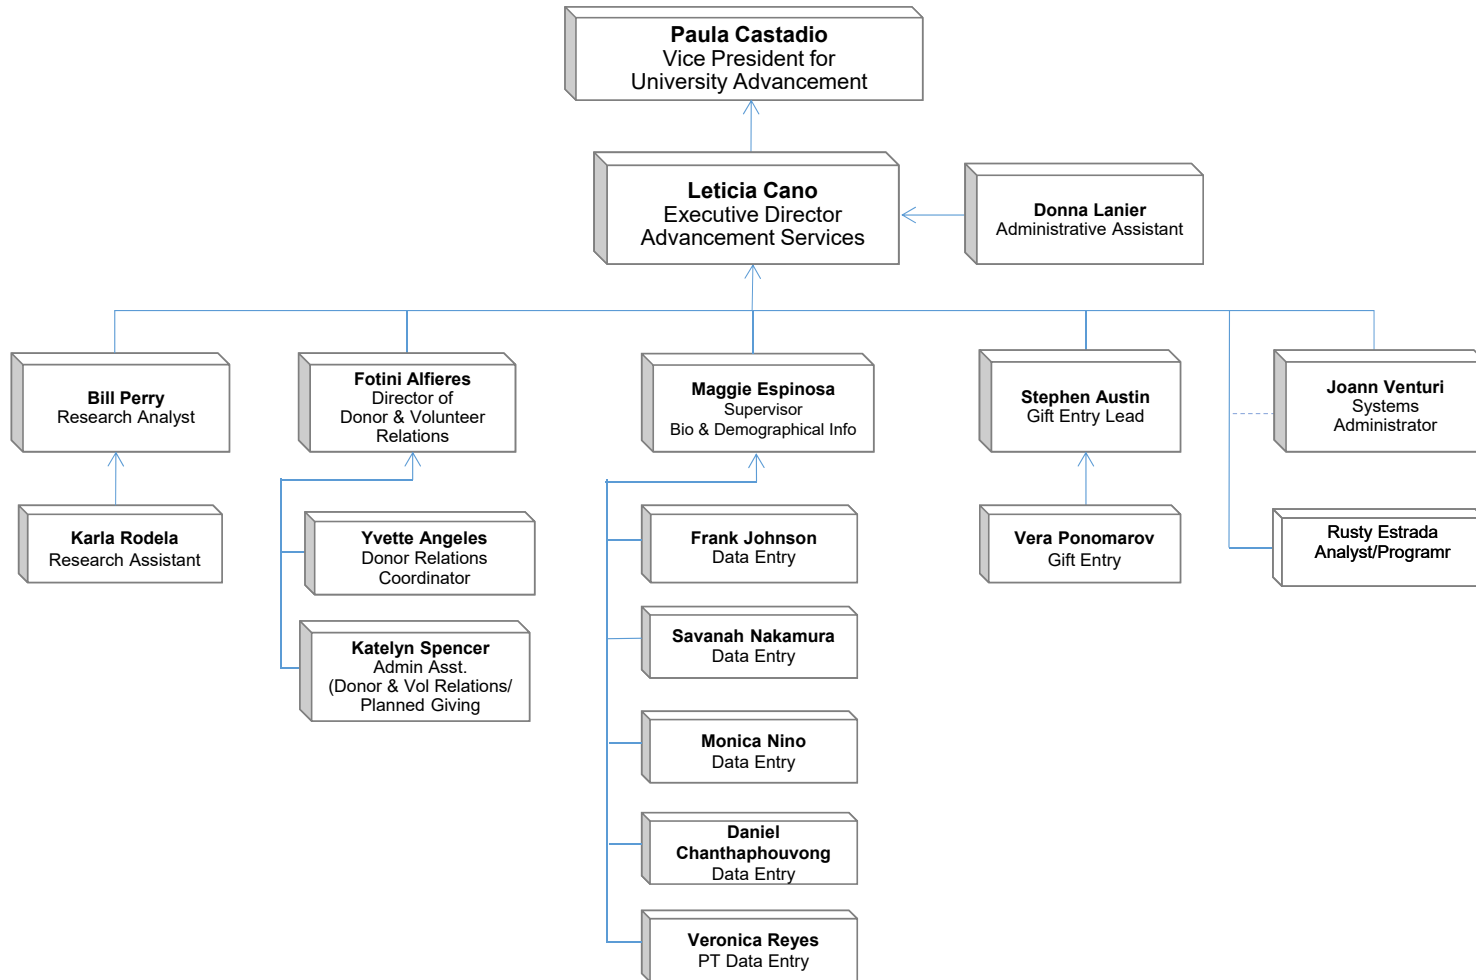 Paula Castadio
Vice President for
University Advancement
Leticia Cano
Executive Director
Advancement Services
Donna Lanier
Administrative Assistant
Bill Perry
Research Analyst
Fotini Alfieres
Director of
Donor & Volunteer
Relations
Maggie Espinosa
Supervisor
Bio & Demographical Info
Stephen Austin
Gift Entry Lead
Joann Venturi
Systems
Administrator
Karla Rodela
Research Assistant
Yvette Angeles
Donor Relations
Coordinator
Katelyn Spencer
Admin Asst.
(Donor & Vol Relations/
Planned Giving
Frank Johnson
Data Entry
Savanah Nakamura
Data Entry
Monica Nino
Data Entry
Daniel
Chanthaphouvong
Data Entry
Veronica Reyes
PT Data Entry
Vera Ponomarov
Gift Entry
Rusty Estrada
Analyst/Programr